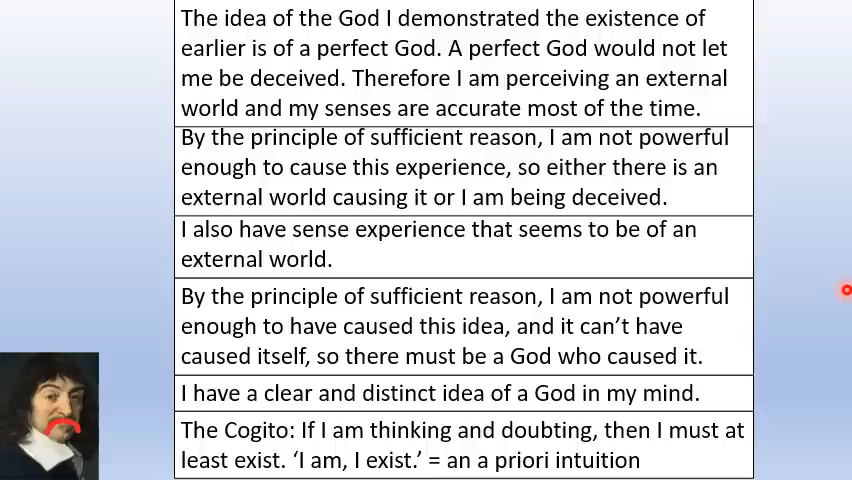 The idea of the God I demonstrated the existence of
earlier is of a perfect God. A perfect God would not let
me be deceived. Therefore I am perceiving an external
world and my senses are accurate most of the time.
By the principle of sufficient reason, I am not powerful
enough to cause this experience, so either there is an
external world causing it or I am being deceived.
I also have sense experience that seems to be of an
external world.
By the principle of sufficient reason, I am not powerful
enough to have caused this idea, and it can’t have
caused itself, so there must be a God who caused it.
I have a clear and distinct idea of a God in my mind.
The Cogito: If I am thinking and doubting, then I must at
least exist. ‘I am, I exist.’ = an a priori intuition